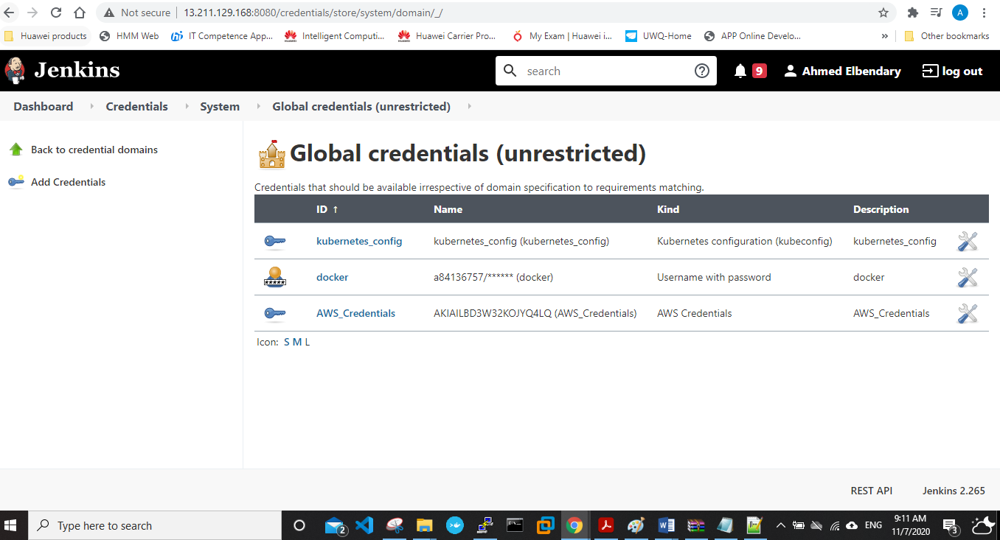 Not secure | 13.211.129.168:8080/credentials/store/system/domain/_/
A
Huawei products HMM Web IT Competence App... Intelligent Computi... Huawei Carrier Pro... My Exam | Huawei i... UWQ-Home APP Online Develo... » Other bookmarks
Jenkins search 9 Ahmed Elbendary log out
Dashboard Credentials System Global credentials (unrestricted)
Back to credential domains
Add Credentials
Global credentials (unrestricted)
Credentials that should be available irrespective of domain specification to requirements matching.
ID ↑ Name Kind Description
kubernetes_config kubernetes_config (kubernetes_config) Kubernetes configuration (kubeconfig) kubernetes_config
docker a84136757/****** (docker) Username with password docker
AWS_Credentials AKIAILBD3W32KOJYQ4LQ (AWS_Credentials) AWS Credentials AWS_Credentials
Icon: S M L
REST API Jenkins 2.265
Type here to search 2 ENG 9:11 AM 3
11/7/2020